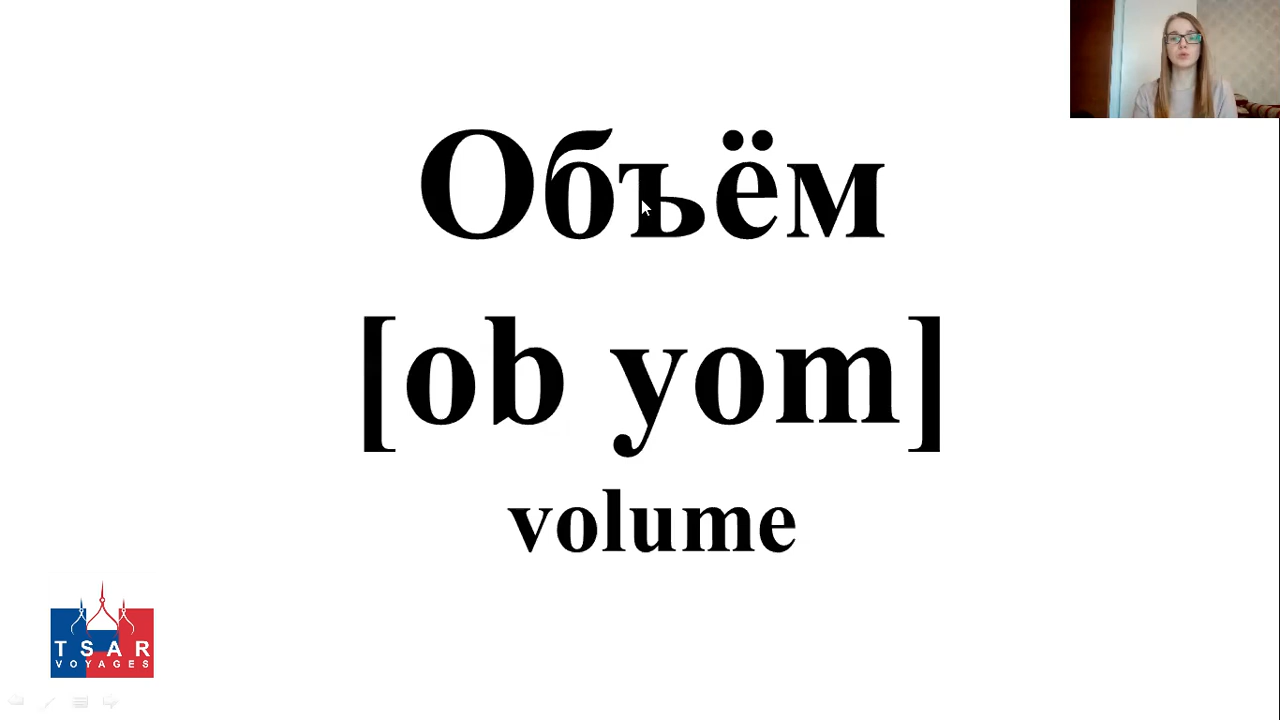 Объём
[ob yom]
volume
TSAR
VOYAGES